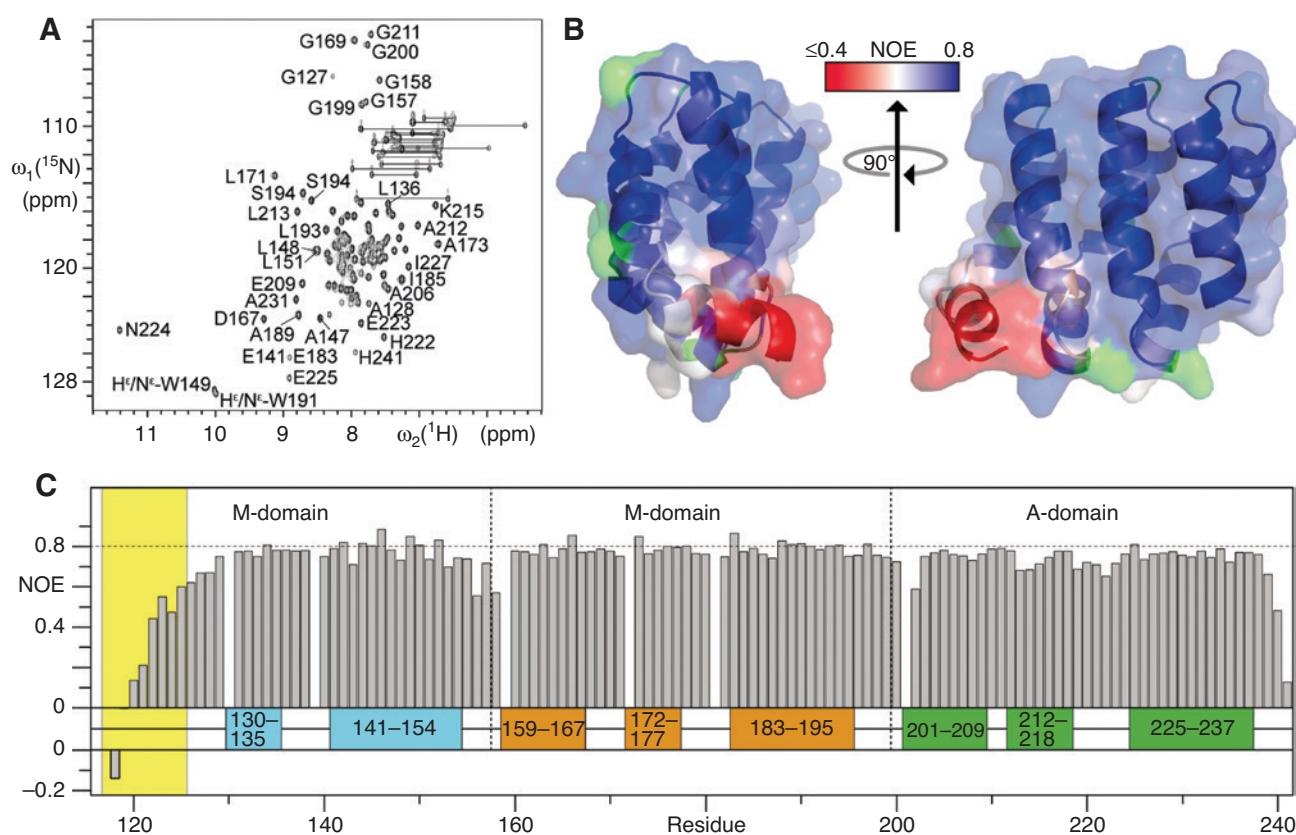 A
G211
G169
G200
G127
G158
G199
G157
110
ω1(15N)
(ppm)
L171
S194
S194
L136
L213
K215
L193
A173
L148
L151
I227
120
I185
E209
A206
A231
A128
D167
E223
N224
A189
A147
H222
E141
E183
H241
E225
128
Hε/Nε-W149
Hε/Nε-W191
11
10
9
8
ω2(1H)
(ppm)
B
≤0.4 NOE 0.8
90°
C
M-domain
M-domain
A-domain
0.8
NOE
0.4
0
130–
135
141–154
159–167
172–
177
183–195
201–209
212–
218
225–237
0
–0.2
120
140
160
Residue
200
220
240